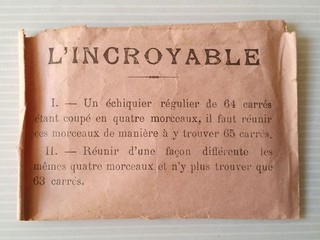 L'INCROYABLE
I. — Un échiquier régulier de 64 carrés
étant coupé en quatre morceaux, il faut réunir
ces morceaux de manière à y trouver 65 carrés.
II. — Réunir d'une façon différente les
mêmes quatre morceaux et n'y plus trouver que
63 carrés.